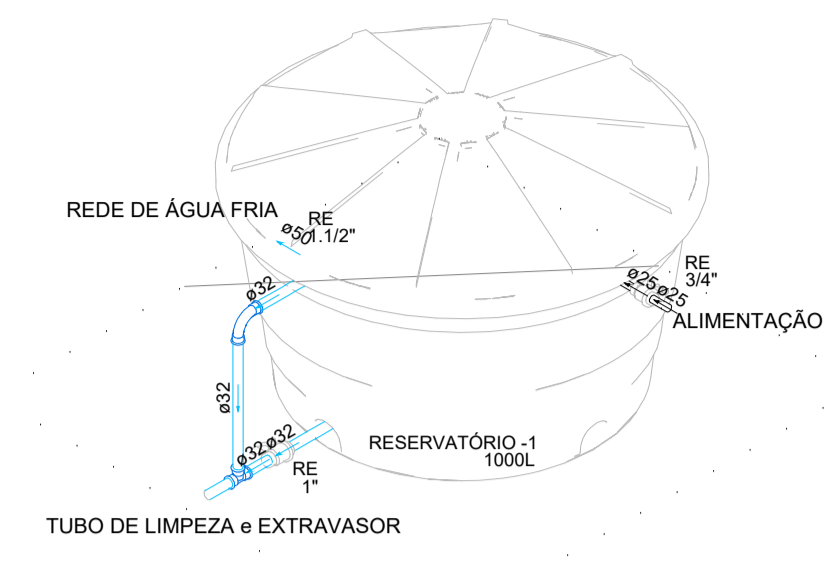 REDE DE ÁGUA FRIA
RE
1.1/2"
ø50
RE
3/4"
ø25
ø25
ø32
ALIMENTAÇÃO
ø32
ø32
ø32
RE
1"
RESERVATÓRIO -1
1000L
TUBO DE LIMPEZA e EXTRAVASOR